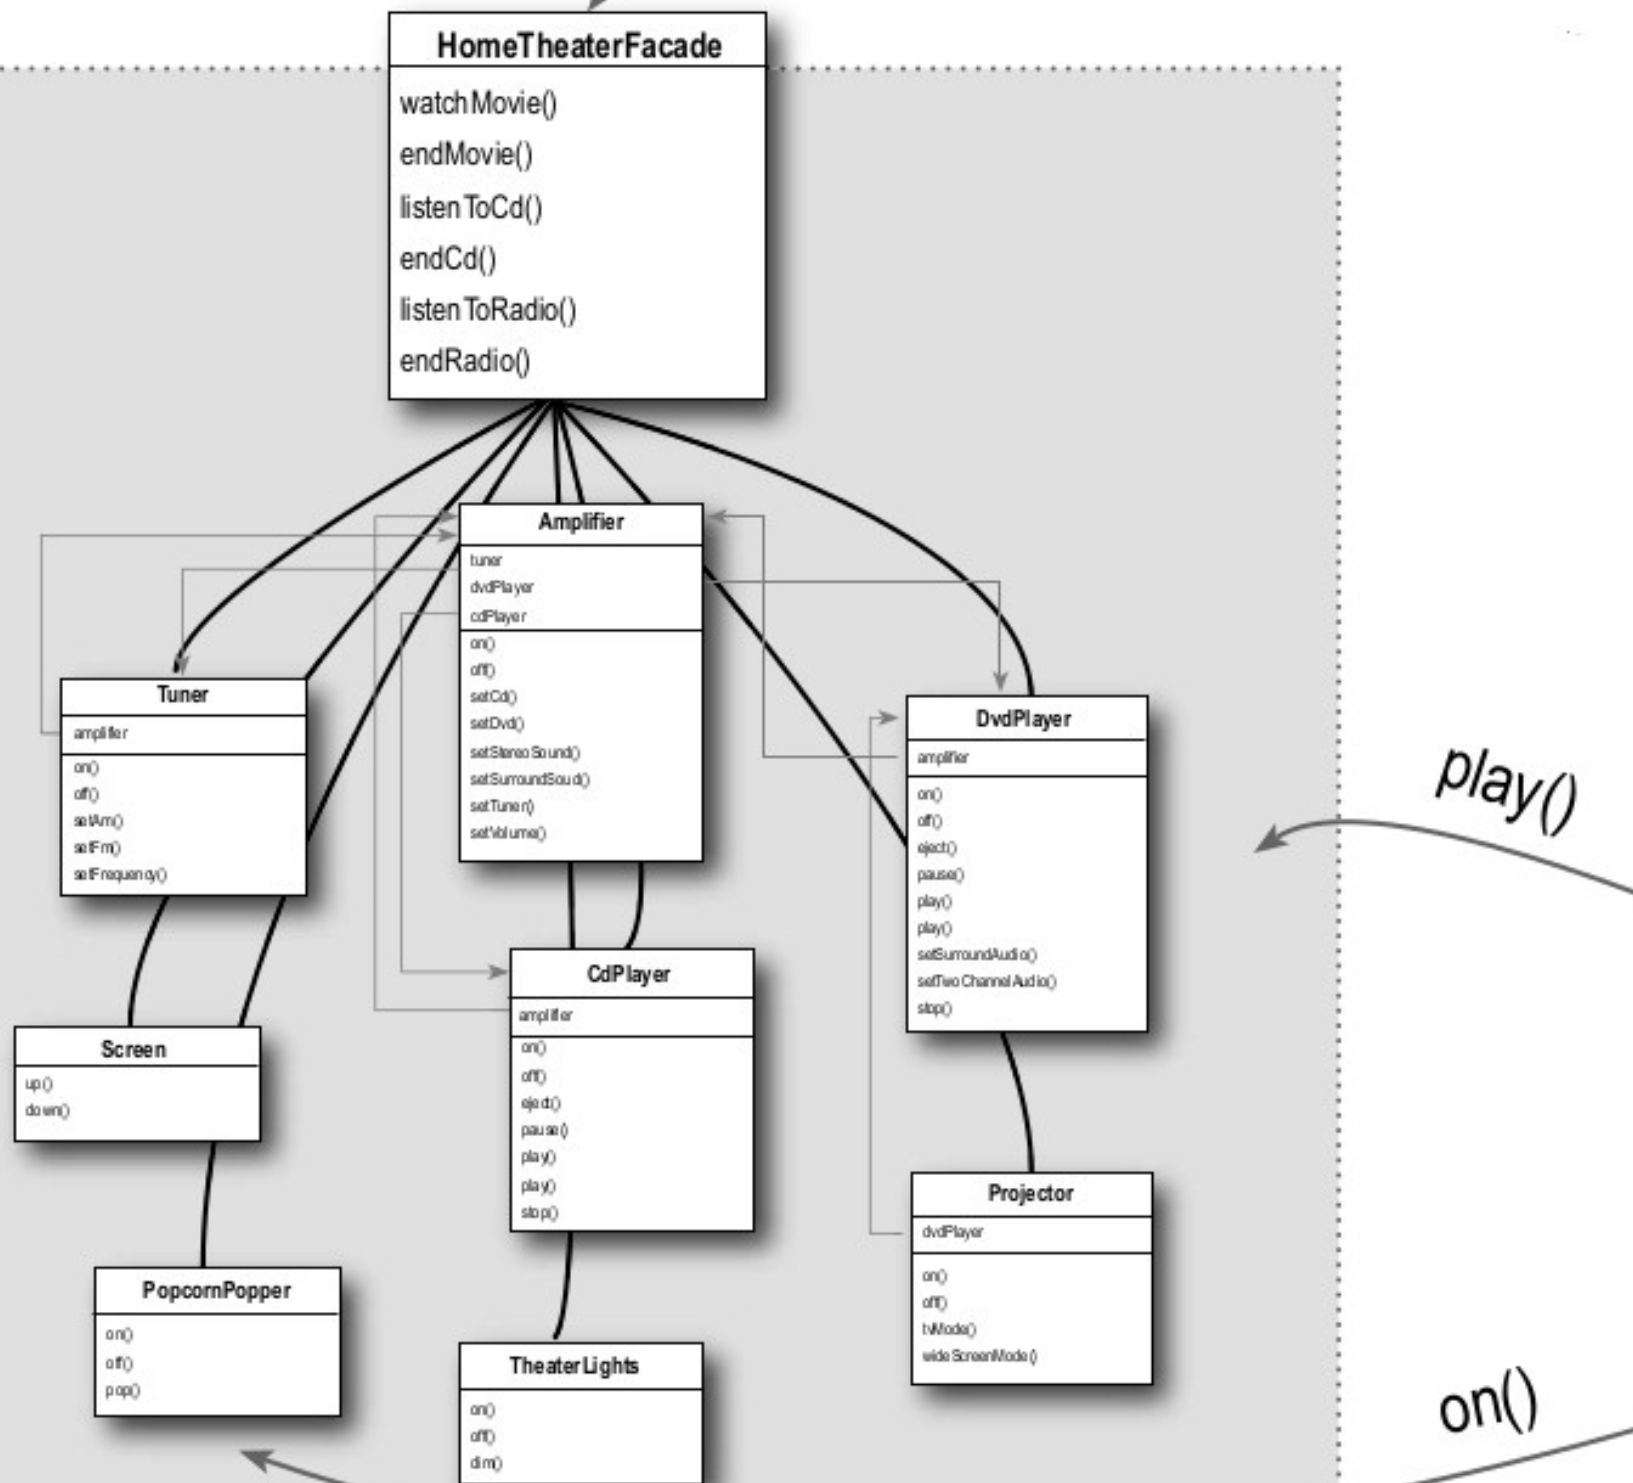 HomeTheaterFacade
watchMovie()
endMovie()
listenToCd()
endCd()
listenToRadio()
endRadio()
Amplifier
tuner
dvdPlayer
cdPlayer
on()
off()
setCd()
setDvd()
setStereoSound()
setSurroundSoud()
setTuner()
setVolume()
Tuner
amplifier
on()
off()
setAm()
setFm()
setFrequency()
DvdPlayer
amplifier
on()
off()
eject()
pause()
play()
play()
setSurroundAudio()
setTwoChannelAudio()
stop()
play()
CdPlayer
amplifier
on()
off()
eject()
pause()
play()
play()
stop()
Screen
up()
down()
Projector
dvdPlayer
on()
off()
tvMode()
wideScreenMode()
PopcornPopper
on()
off()
pop()
TheaterLights
on()
off()
dim()
on()